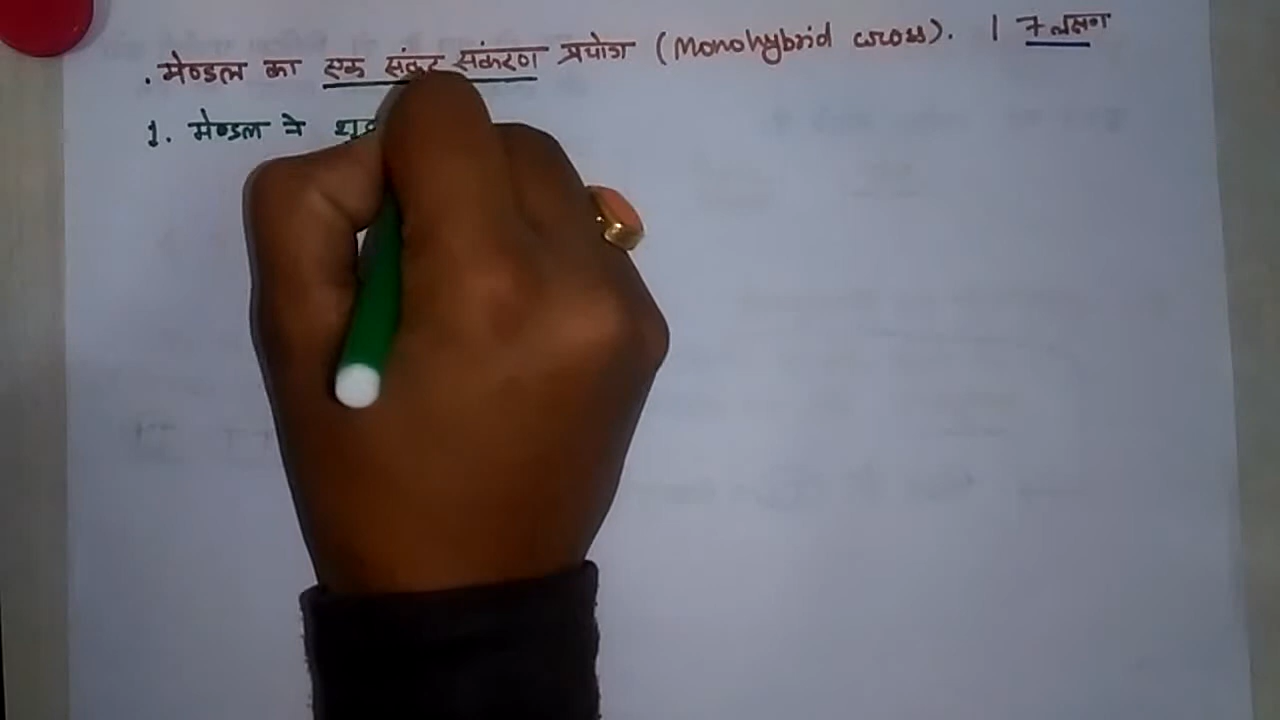 . मेण्डल का एक संकर संकरण प्रयोग (Monohybrid cross). | 7 लक्षण
1. मेण्डल ने